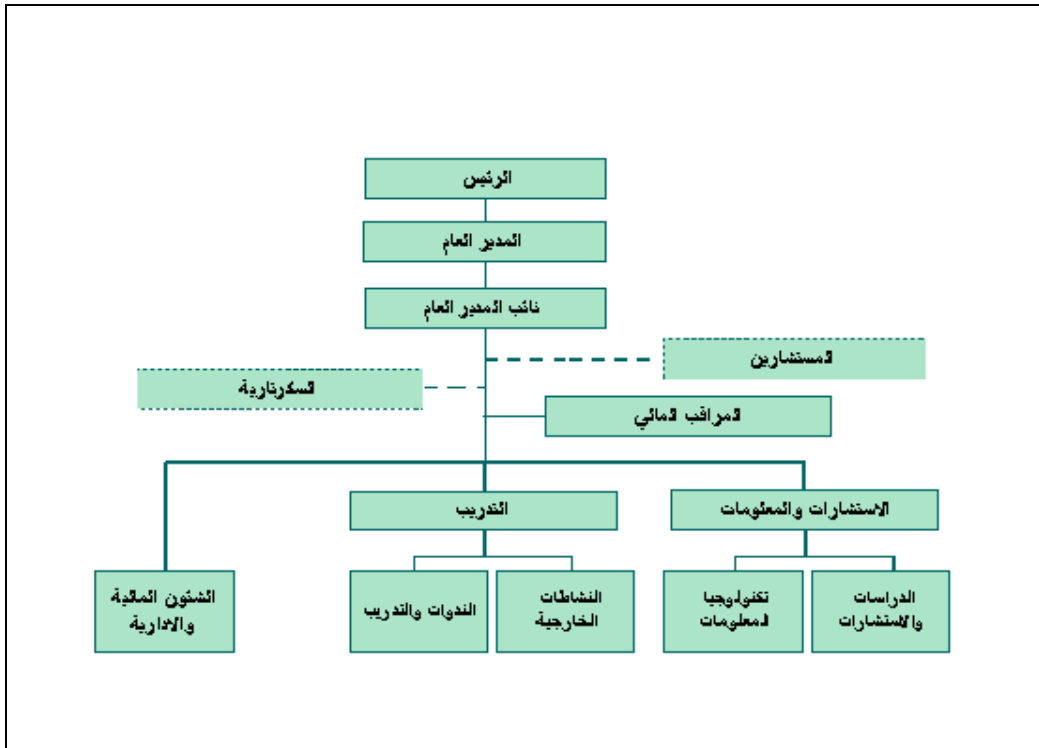 الرئيس
المدير العام
نائب المدير العام
المستشارين
السكرتارية
المراقب المالي
الاستشارات والمعلومات
التدريب
الدراسات
والاستشارات
تكنولوجيا
المعلومات
النشاطات
الخارجية
الندوات والتدريب
الشئون المالية
والادارية